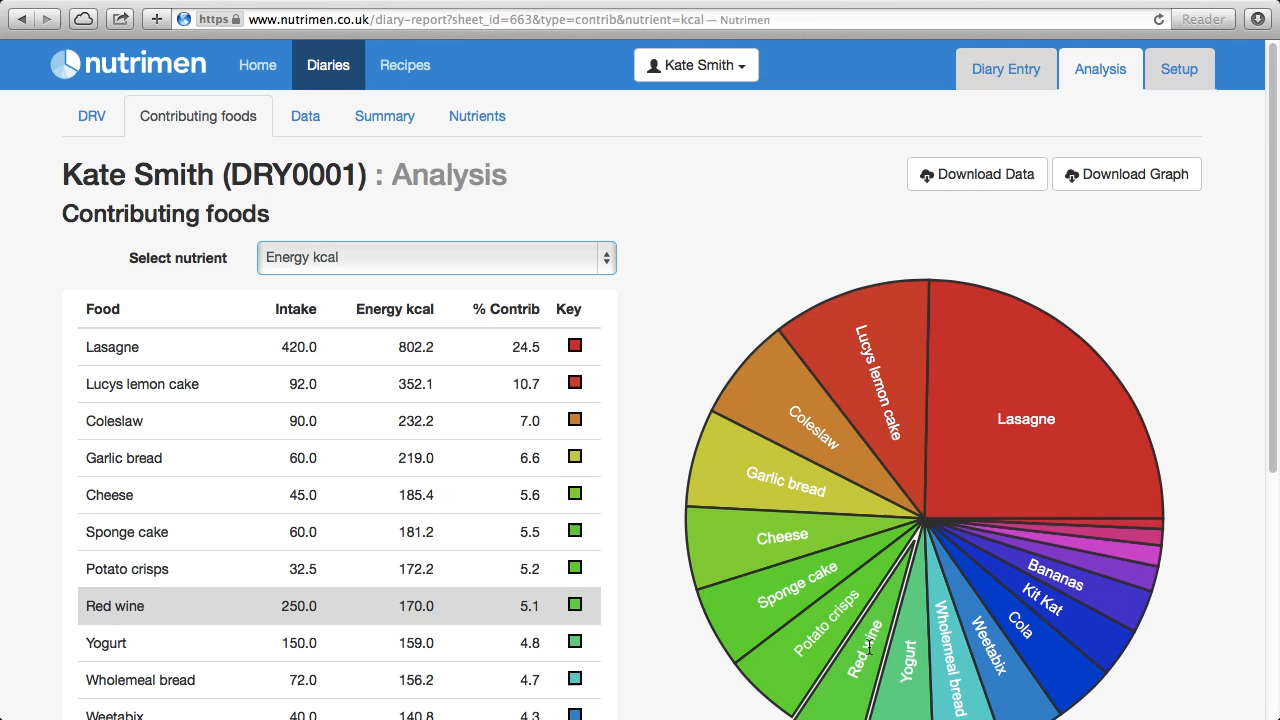 https www.nutrimen.co.uk/diary-report?sheet_id=663&type=contrib&nutrient=kcal — Nutrimen Reader
nutrimen Home Diaries Recipes Kate Smith Diary Entry Analysis Setup
DRV Contributing foods Data Summary Nutrients
Kate Smith (DRY0001) : Analysis Download Data Download Graph
Contributing foods
Select nutrient Energy kcal
Food Intake Energy kcal % Contrib Key
Lasagne 420.0 802.2 24.5
Lucys lemon cake 92.0 352.1 10.7
Coleslaw 90.0 232.2 7.0
Garlic bread 60.0 219.0 6.6
Cheese 45.0 185.4 5.6
Sponge cake 60.0 181.2 5.5
Potato crisps 32.5 172.2 5.2
Red wine 250.0 170.0 5.1
Yogurt 150.0 159.0 4.8
Wholemeal bread 72.0 156.2 4.7
Weetabix 40.0 140.8 4.3
Lasagne
Lucys lemon cake
Coleslaw
Garlic bread
Cheese
Sponge cake
Potato crisps
Red wine
Yogurt
Wholemeal bread
Weetabix
Cola
Kit Kat
Bananas